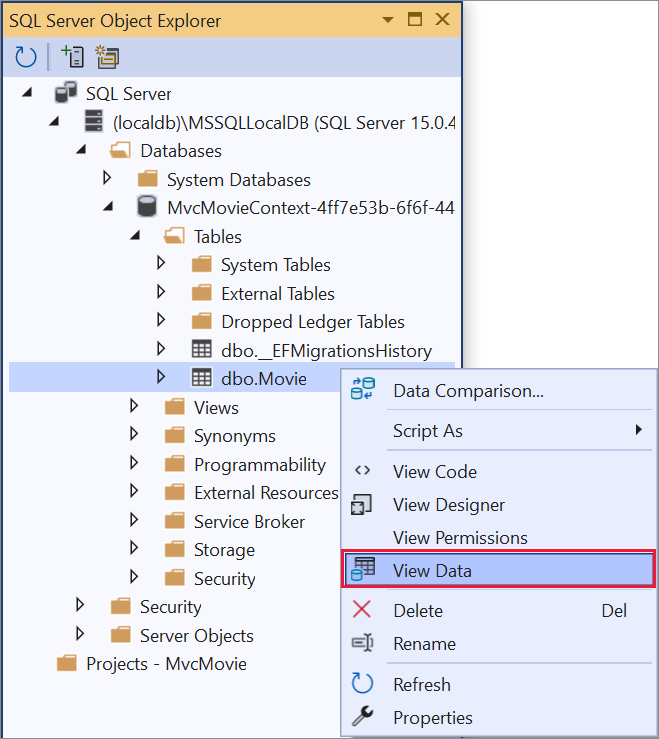 SQL Server Object Explorer
SQL Server
(localdb)\MSSQLLocalDB (SQL Server 15.0.4
Databases
System Databases
MvcMovieContext-4ff7e53b-6f6f-44
Tables
System Tables
External Tables
Dropped Ledger Tables
dbo.__EFMigrationsHistory
dbo.Movie
Views
Synonyms
Programmability
External Resources
Service Broker
Storage
Security
Security
Server Objects
Projects - MvcMovie
Data Comparison...
Script As
View Code
View Designer
View Permissions
View Data
Delete Del
Rename
Refresh
Properties